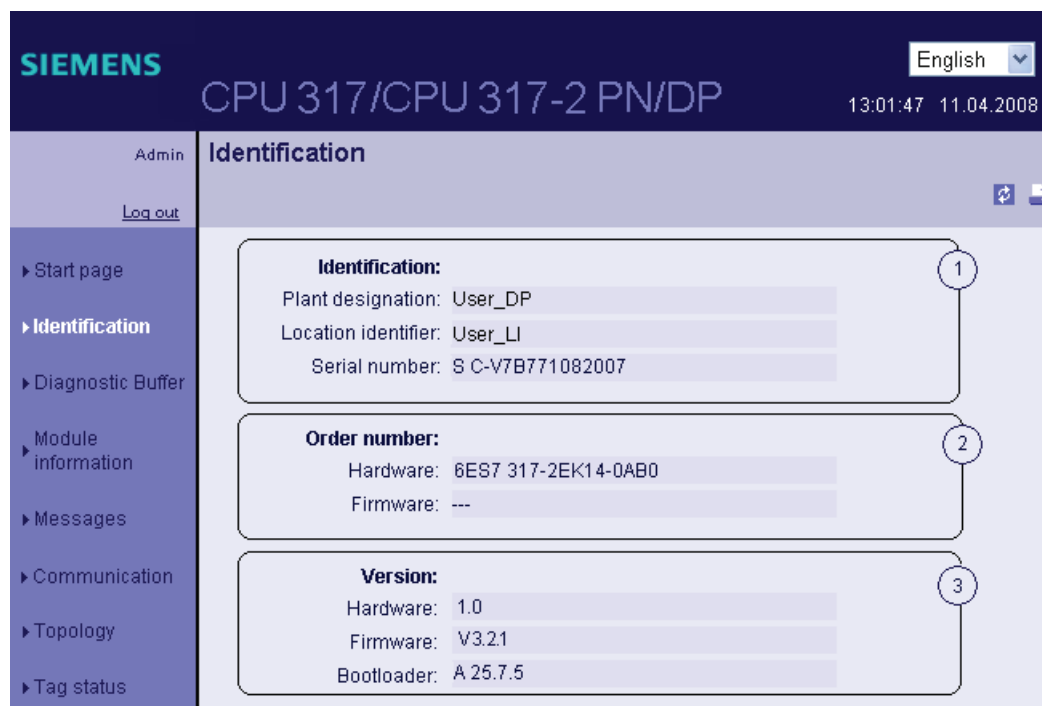 SIEMENS
English
CPU 317/CPU 317-2 PN/DP
13:01:47 11.04.2008
Admin
Identification
Log out
Start page
Identification
Diagnostic Buffer
Module
information
Messages
Communication
Topology
Tag status
Identification:
1
Plant designation: User_DP
Location identifier: User_LI
Serial number: S C-V7B771082007
Order number:
2
Hardware: 6ES7 317-2EK14-0AB0
Firmware: ---
Version:
3
Hardware: 1.0
Firmware: V3.2.1
Bootloader: A 25.7.5